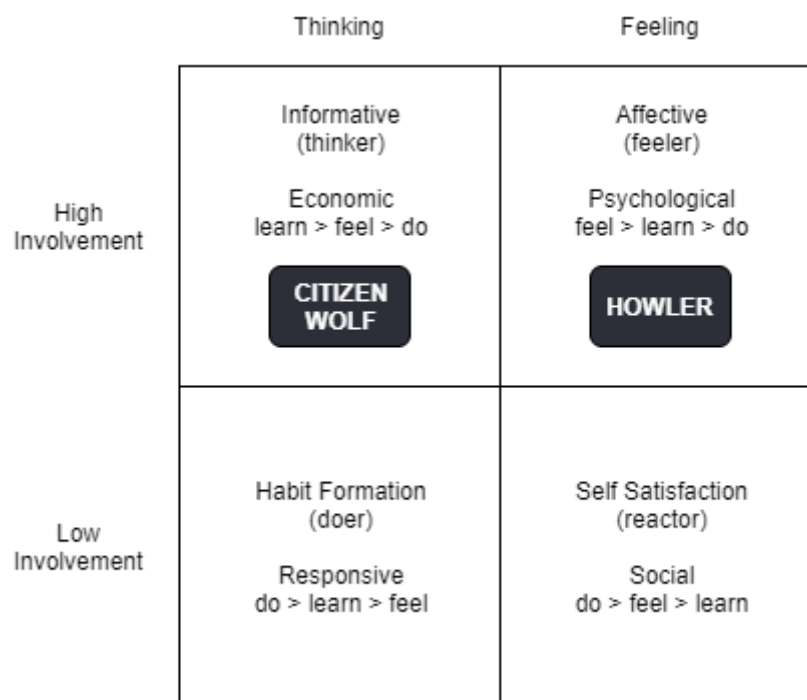 Thinking
Feeling
High
Involvement
Informative
(thinker)
Economic
learn > feel > do
CITIZEN
WOLF
Affective
(feeler)
Psychological
feel > learn > do
HOWLER
Low
Involvement
Habit Formation
(doer)
Responsive
do > learn > feel
Self Satisfaction
(reactor)
Social
do > feel > learn